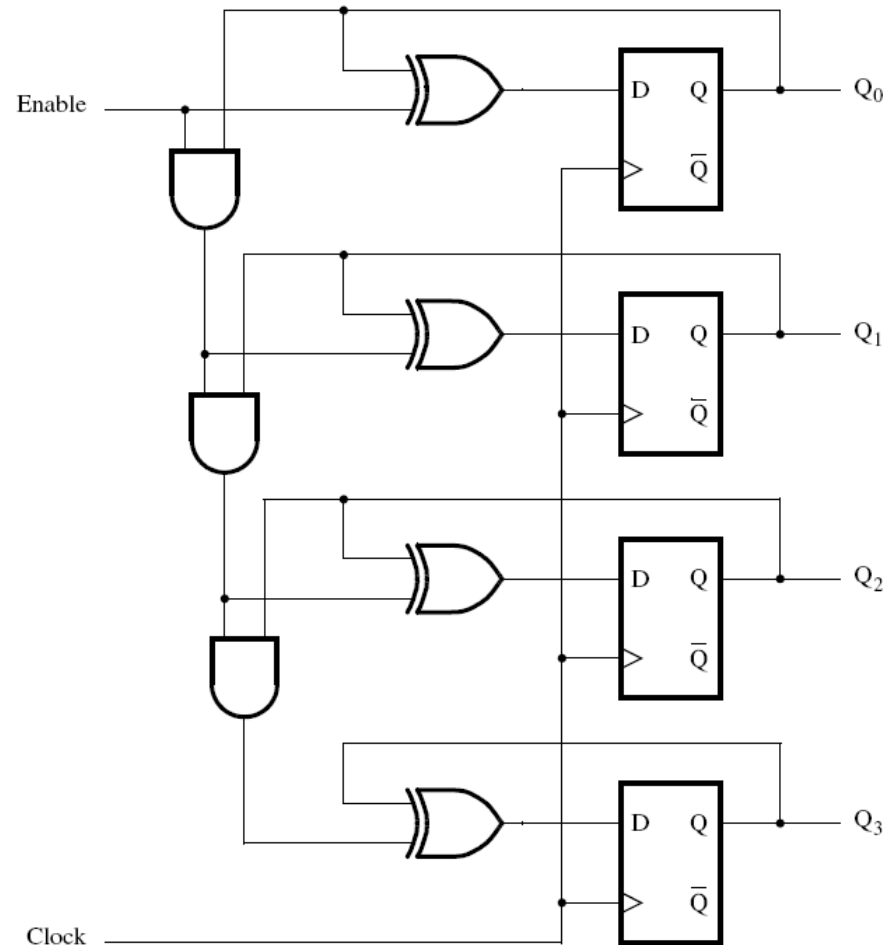 D Q Q₀
Enable
Q̅
D Q Q₁
Q̅
D Q Q₂
Q̅
D Q Q₃
Q̅
Clock